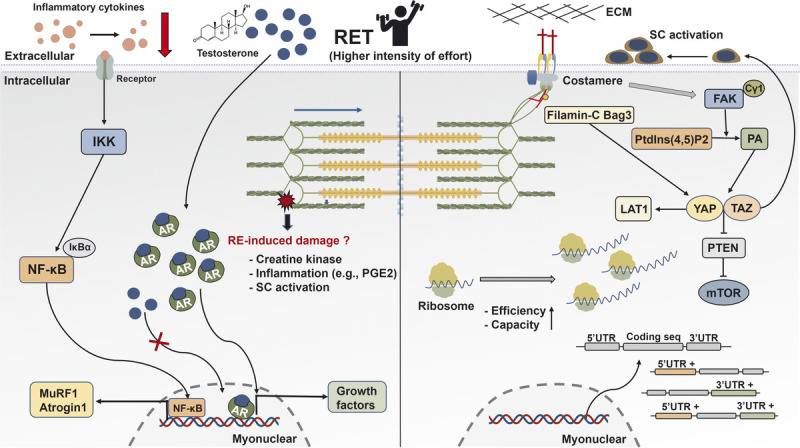 Inflammatory cytokines
Testosterone
RET
(Higher intensity of effort)
ECM
SC activation
Extracellular
Intracellular
Receptor
Costamere
FAK
Cγ1
IKK
Filamin-C Bag3
PtdIns(4,5)P2
PA
LAT1
YAP
TAZ
IκBα
NF-κB
AR
AR
AR
AR
AR
AR
RE-induced damage ?
- Creatine kinase
- Inflammation (e.g., PGE2)
- SC activation
PTEN
mTOR
Ribosome
- Efficiency
- Capacity
5'UTR
Coding seq
3'UTR
5'UTR +
3'UTR +
5'UTR +
3'UTR +
MuRF1
Atrogin1
NF-κB
AR
Growth
factors
Myonuclear
Myonuclear